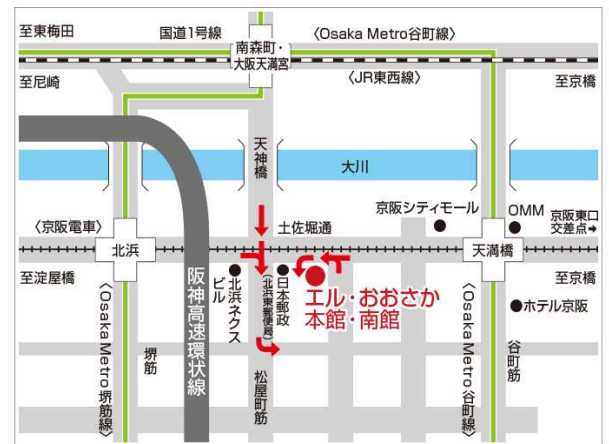 至東梅田
国道1号線
〈Osaka Metro谷町線〉
南森町・
大阪天満宮
至尼崎
〈JR東西線〉
至京橋
天神橋
大川
京阪シティモール
OMM
京阪東口
交差点➡
〈京阪電車〉
土佐堀通
北浜
天満橋
至淀屋橋
至京橋
阪神高速環状線
北浜ネクス
ビル
日本郵政
(北浜東郵便局)
エル・おおさか
本館・南館
ホテル京阪
〈Osaka Metro堺筋線〉
堺筋
松屋町筋
〈Osaka Metro谷町線〉
谷町筋